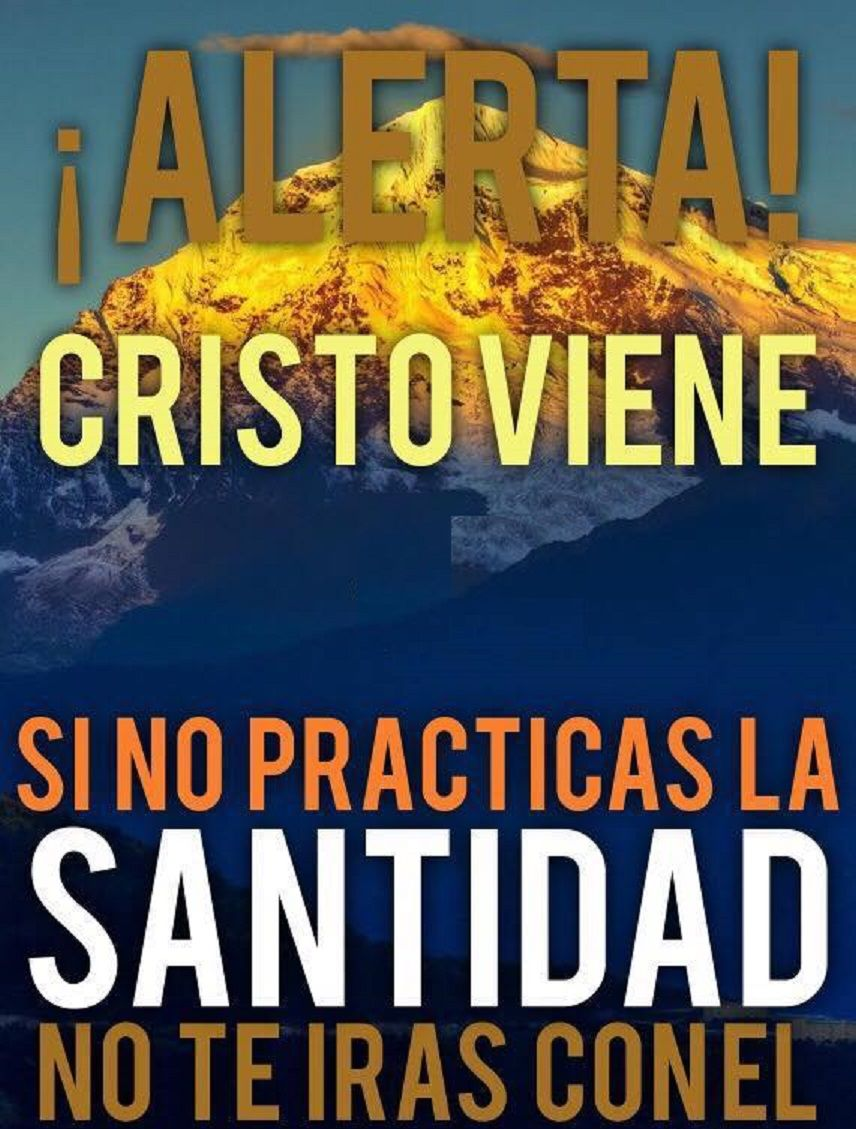 ¡ALERTA!
CRISTO VIENE
SI NO PRACTICAS LA
SANTIDAD
NO TE IRAS CON EL